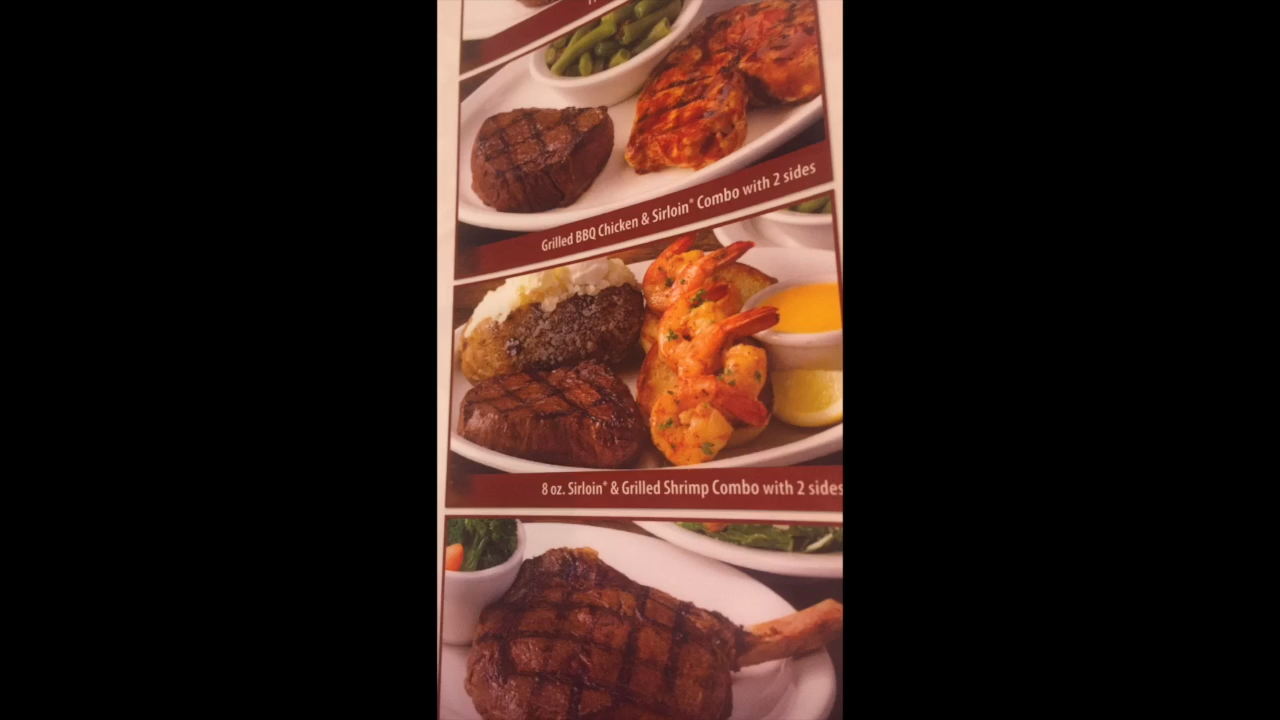 Grilled BBQ Chicken & Sirloin* Combo with 2 sides
8 oz. Sirloin* & Grilled Shrimp Combo with 2 sides